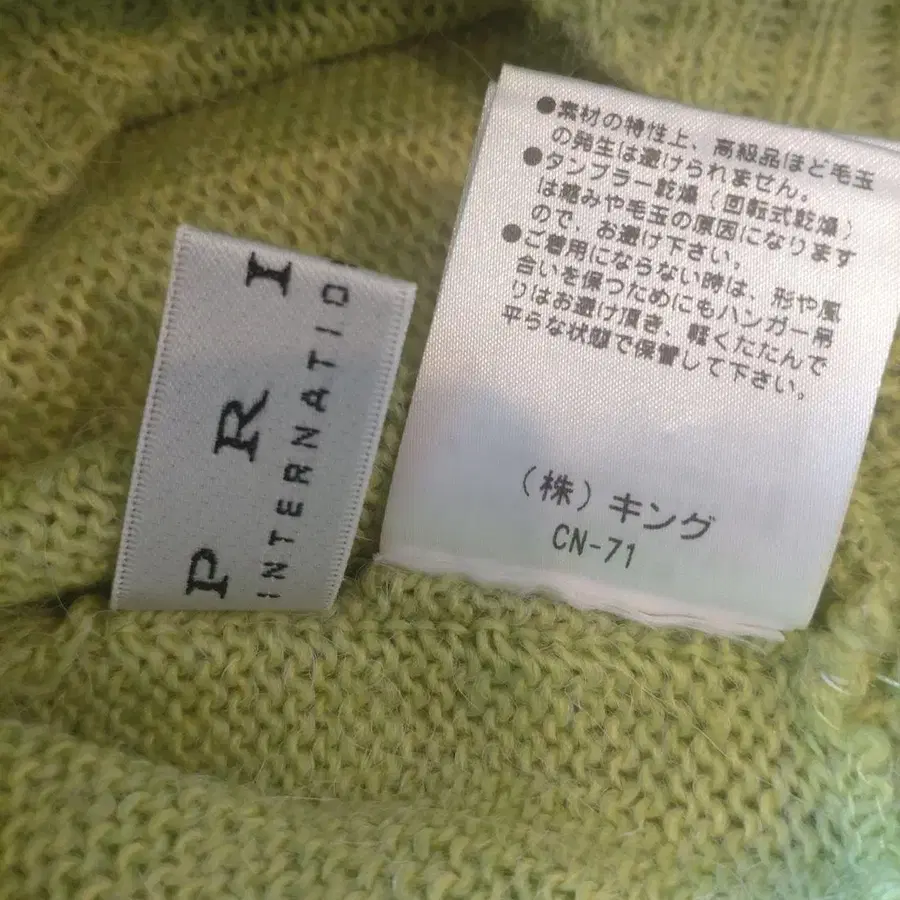 P R I
INTERNATIO
●素材の特性上、高級品ほど毛玉
の発生は避けられません。
●タンブラー乾燥（回転式乾燥）
は縮みや毛玉の原因になります
ので、お避け下さい。
●ご着用にならない時は、形や風
合いを保つためにもハンガー吊
りはお避け頂き、軽くたたんで
平らな状態で保管して下さい。
（株）キング
CN-71